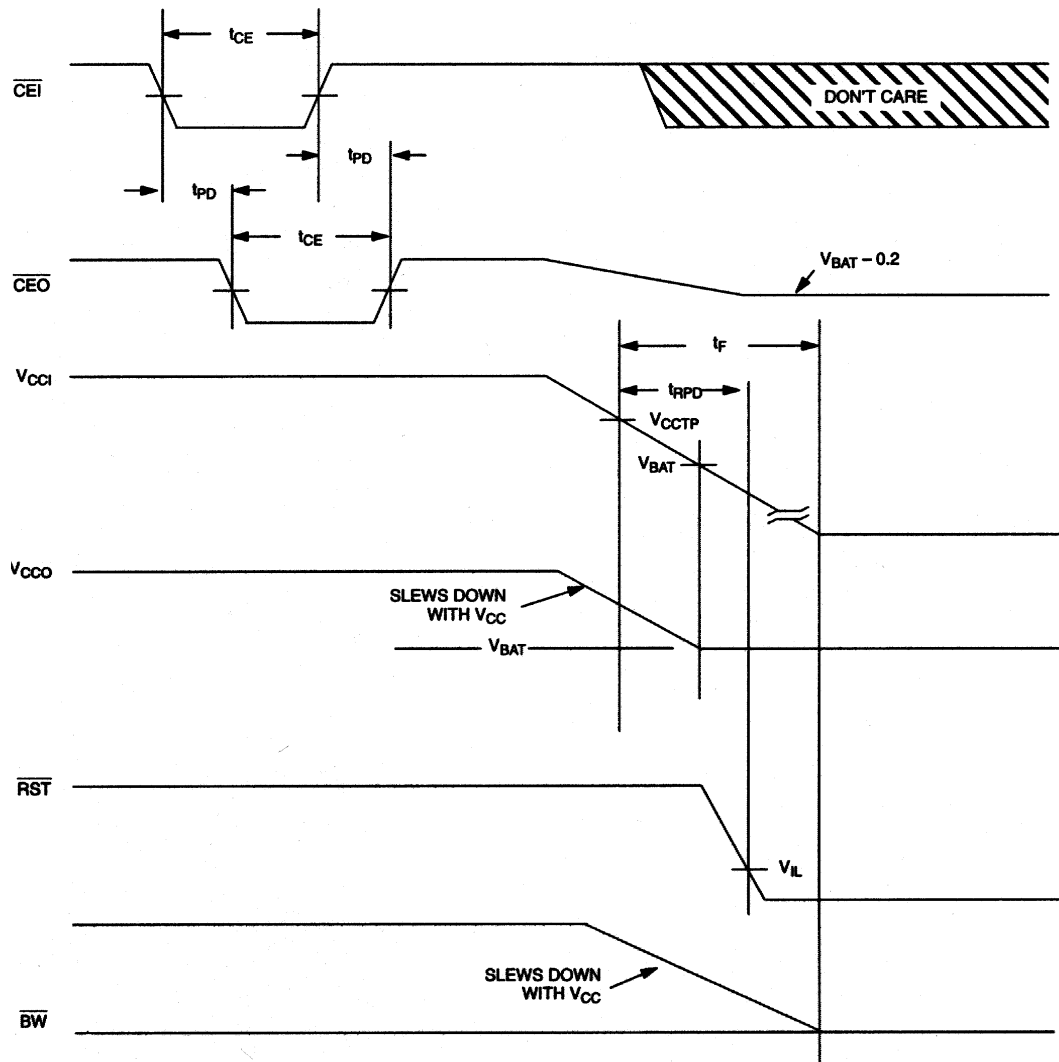 tCE
CEI
DON'T CARE
tPD
tPD
tCE
CEO
VBAT – 0.2
tF
VCCI
tRPD
VCCTP
VBAT
VCCO
SLEWS DOWN
WITH VCC
VBAT
RST
VIL
SLEWS DOWN
WITH VCC
BW